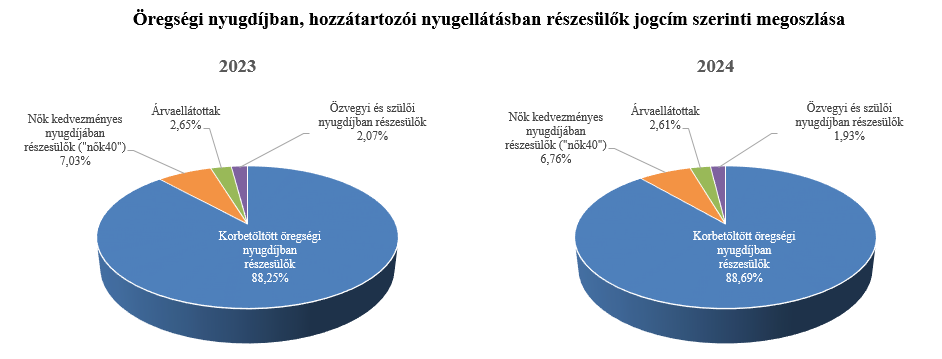 Öregségi nyugdíjban, hozzátartozói nyugellátásban részesülők jogcím szerinti megoszlása
2023
Nők kedvezményes
nyugdíjában
részesülők ("nők40")
7,03%
Árvaellátottak
2,65%
Özvegyi és szülői
nyugdíjban részesülők
2,07%
Korbetöltött öregségi
nyugdíjban
részesülők
88,25%
2024
Nők kedvezményes
nyugdíjában
részesülők ("nők40")
6,76%
Árvaellátottak
2,61%
Özvegyi és szülői
nyugdíjban részesülők
1,93%
Korbetöltött öregségi
nyugdíjban
részesülők
88,69%